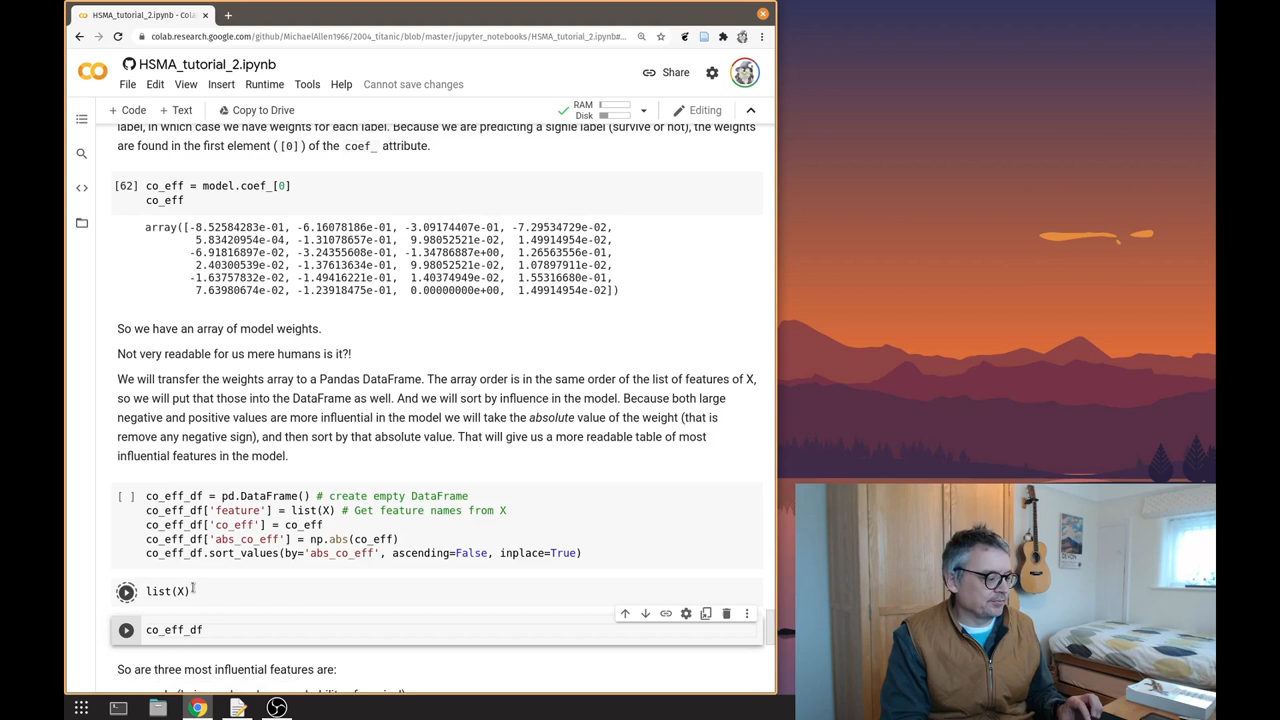 HSMA_tutorial_2.ipynb - Cola
colab.research.google.com/github/MichaelAllen1966/2004_titanic/blob/master/jupyter_notebooks/HSMA_tutorial_2.ipynb#...
HSMA_tutorial_2.ipynb
Share
File Edit View Insert Runtime Tools Help Cannot save changes
+ Code + Text Copy to Drive RAM Disk Editing
label, in which case we have weights for each label. Because we are predicting a signle label (survive or not), the weights
are found in the first element ([0]) of the coef_ attribute.
[62] co_eff = model.coef_[0]
co_eff
array([-8.52584283e-01, -6.16078186e-01, -3.09174407e-01, -7.29534729e-02,
5.83420954e-04, -1.31078657e-01, 9.98052521e-02, 1.49914954e-02,
-6.91816897e-02, -3.24355608e-01, -1.34786887e+00, 1.26563556e-01,
2.40300539e-02, -1.37613634e-01, 9.98052521e-02, 1.07897911e-02,
-1.63757832e-02, -1.49416221e-01, 1.40374949e-02, 1.55316680e-01,
7.63980674e-02, -1.23918475e-01, 0.00000000e+00, 1.49914954e-02])
So we have an array of model weights.
Not very readable for us mere humans is it?!
We will transfer the weights array to a Pandas DataFrame. The array order is in the same order of the list of features of X,
so we will put that those into the DataFrame as well. And we will sort by influence in the model. Because both large
negative and positive values are more influential in the model we will take the absolute value of the weight (that is
remove any negative sign), and then sort by that absolute value. That will give us a more readable table of most
influential features in the model.
[ ] co_eff_df = pd.DataFrame() # create empty DataFrame
co_eff_df['feature'] = list(X) # Get feature names from X
co_eff_df['co_eff'] = co_eff
co_eff_df['abs_co_eff'] = np.abs(co_eff)
co_eff_df.sort_values(by='abs_co_eff', ascending=False, inplace=True)
list(X)
co_eff_df
So are three most influential features are: